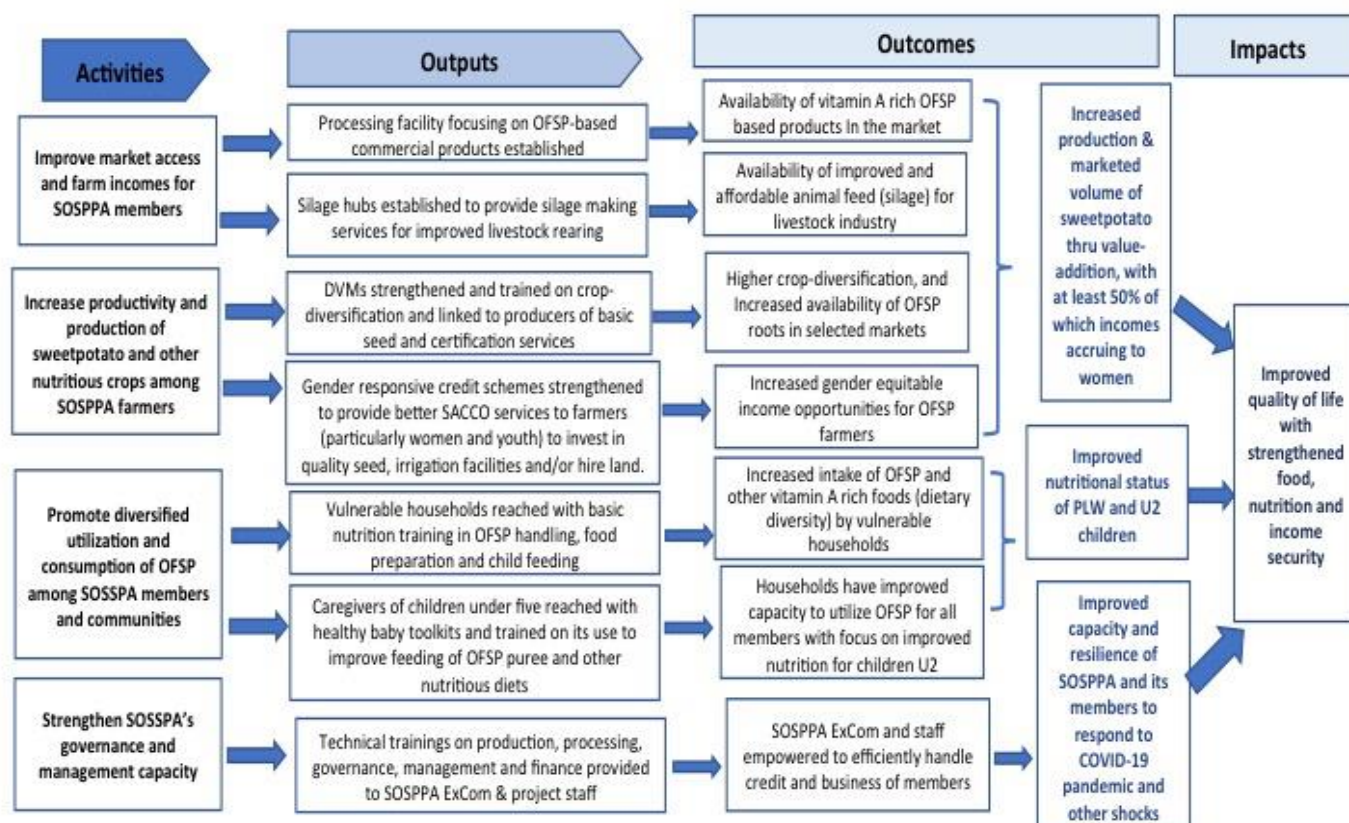 Activities
Outputs
Outcomes
Impacts
Improve market access
and farm incomes for
SOSPPA members
Increase productivity and
production of
sweetpotato and other
nutritious crops among
SOSPPA farmers
Promote diversified
utilization and
consumption of OFSP
among SOSSPA members
and communities
Strengthen SOSSPA's
governance and
management capacity
Processing facility focusing on OFSP-based
commercial products established
Silage hubs established to provide silage making
services for improved livestock rearing
DVMs strengthened and trained on crop-
diversification and linked to producers of basic
seed and certification services
Gender responsive credit schemes strengthened
to provide better SACCO services to farmers
(particularly women and youth) to invest in
quality seed, irrigation facilities and/or hire land.
Vulnerable households reached with basic
nutrition training in OFSP handling, food
preparation and child feeding
Caregivers of children under five reached with
healthy baby toolkits and trained on its use to
improve feeding of OFSP puree and other
nutritious diets
Technical trainings on production, processing,
governance, management and finance provided
to SOSPPA ExCom & project staff
Availability of vitamin A rich OFSP
based products In the market
Availability of improved and
affordable animal feed (silage) for
livestock industry
Higher crop-diversification, and
Increased availability of OFSP
roots in selected markets
Increased gender equitable
income opportunities for OFSP
farmers
Increased intake of OFSP and
other vitamin A rich foods (dietary
diversity) by vulnerable
households
Households have improved
capacity to utilize OFSP for all
members with focus on improved
nutrition for children U2
SOSPPA ExCom and staff
empowered to efficiently handle
credit and business of members
Increased
production &
marketed
volume of
sweetpotato
thru value-
addition, with
at least 50% of
which incomes
accruing to
women
Improved
nutritional status
of PLW and U2
children
Improved
capacity and
resilience of
SOSPPA and its
members to
respond to
COVID-19
pandemic and
other shocks
Improved
quality of life
with
strengthened
food,
nutrition and
income
security